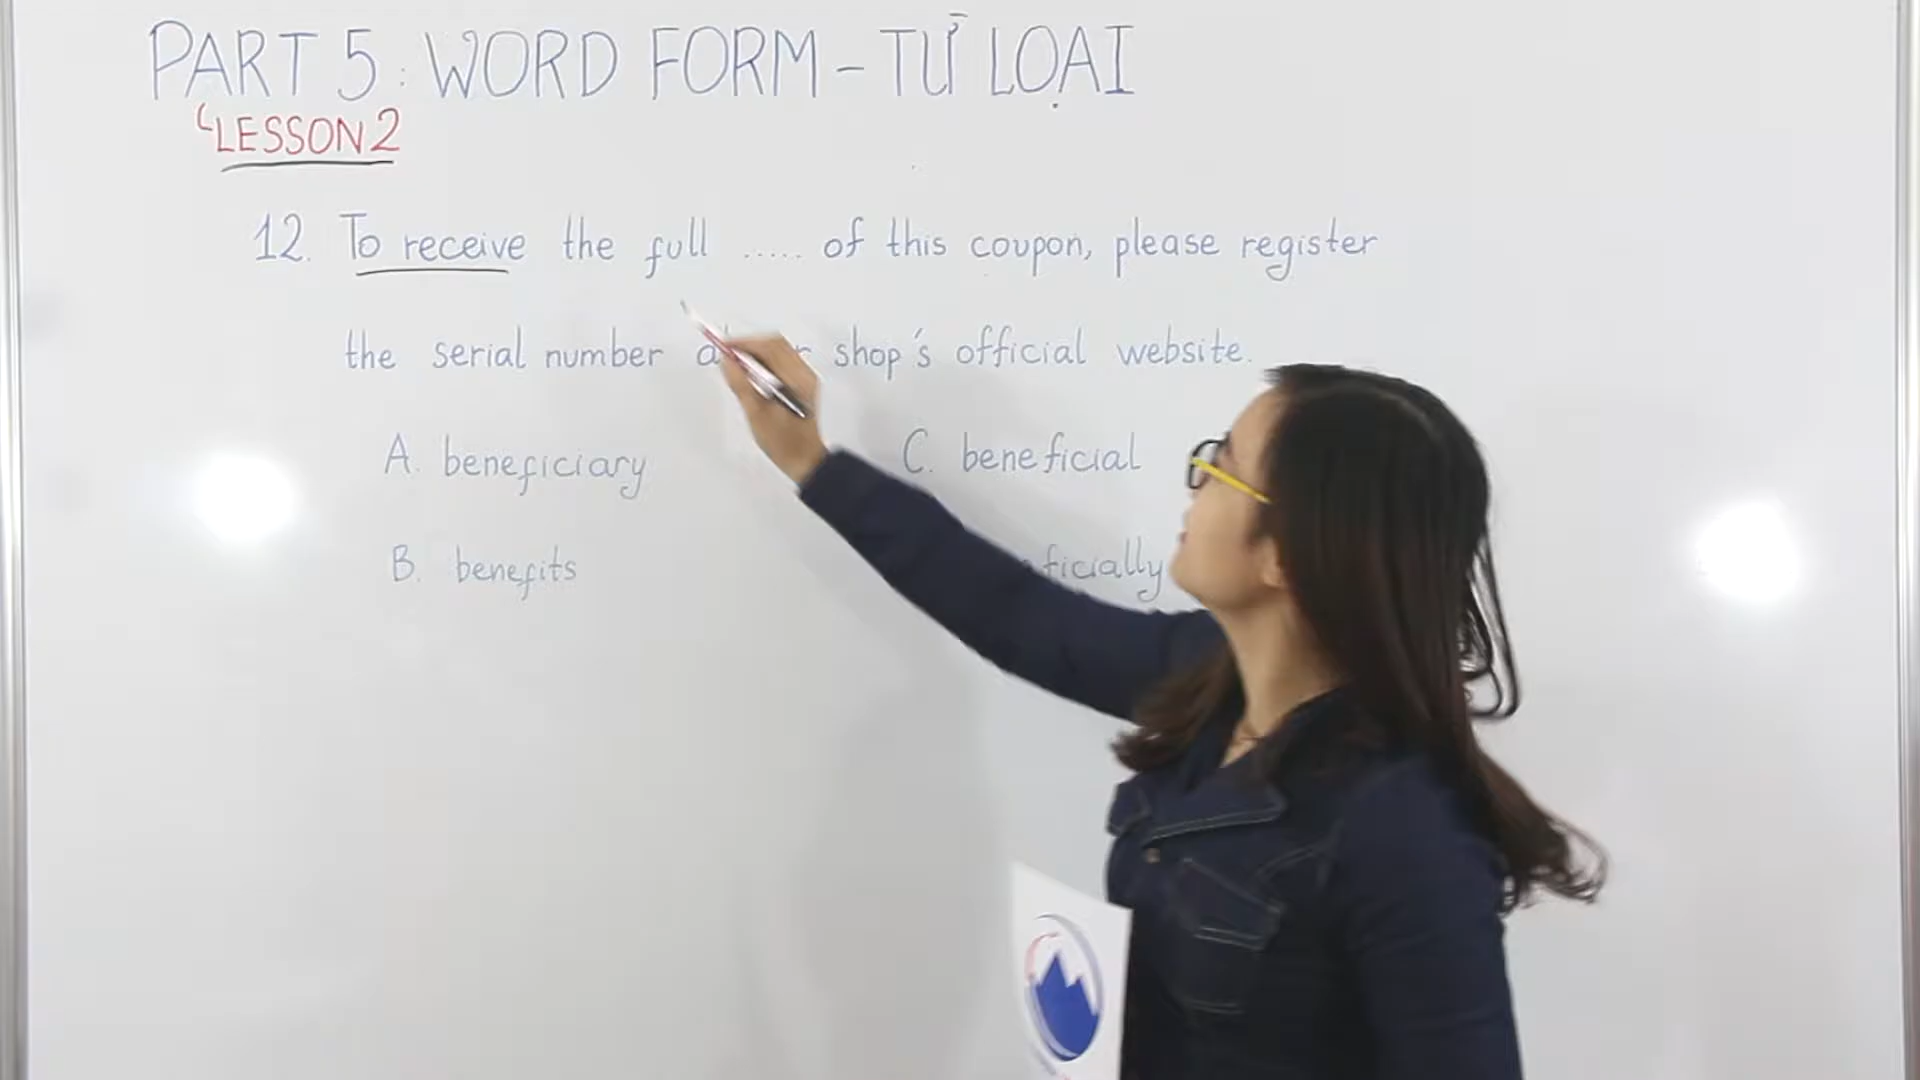 PART 5: WORD FORM - TỪ LOẠI
LESSON 2
12. To receive the full ..... of this coupon, please register
the serial number shop's official website.
A. beneficiary
C. beneficial
B. benefits